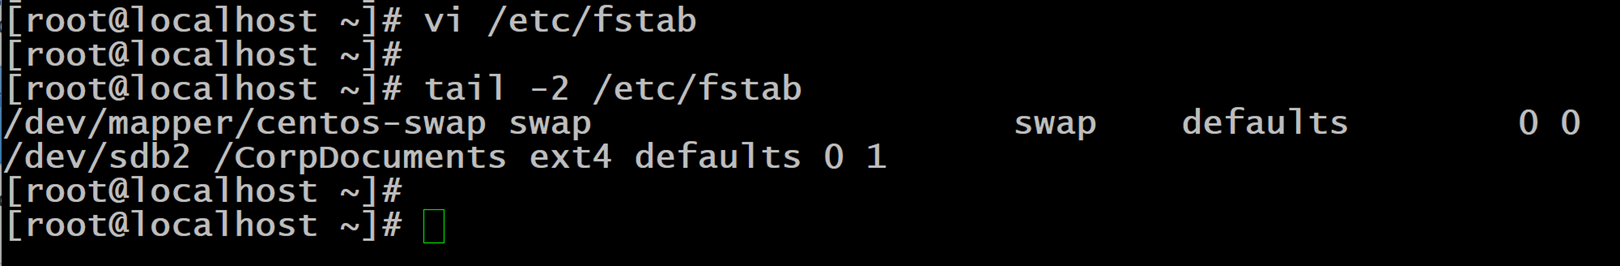 [root@localhost ~]# vi /etc/fstab
[root@localhost ~]#
[root@localhost ~]# tail -2 /etc/fstab
/dev/mapper/centos-swap swap                    swap    defaults        0 0
/dev/sdb2 /CorpDocuments ext4 defaults 0 1
[root@localhost ~]#
[root@localhost ~]#